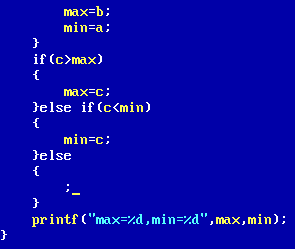 max=b;
min=a;
}
if(c>max)
{
max=c;
}else if(c<min)
{
min=c;
}else
{
;_
}
printf("max=%d,min=%d",max,min);
}